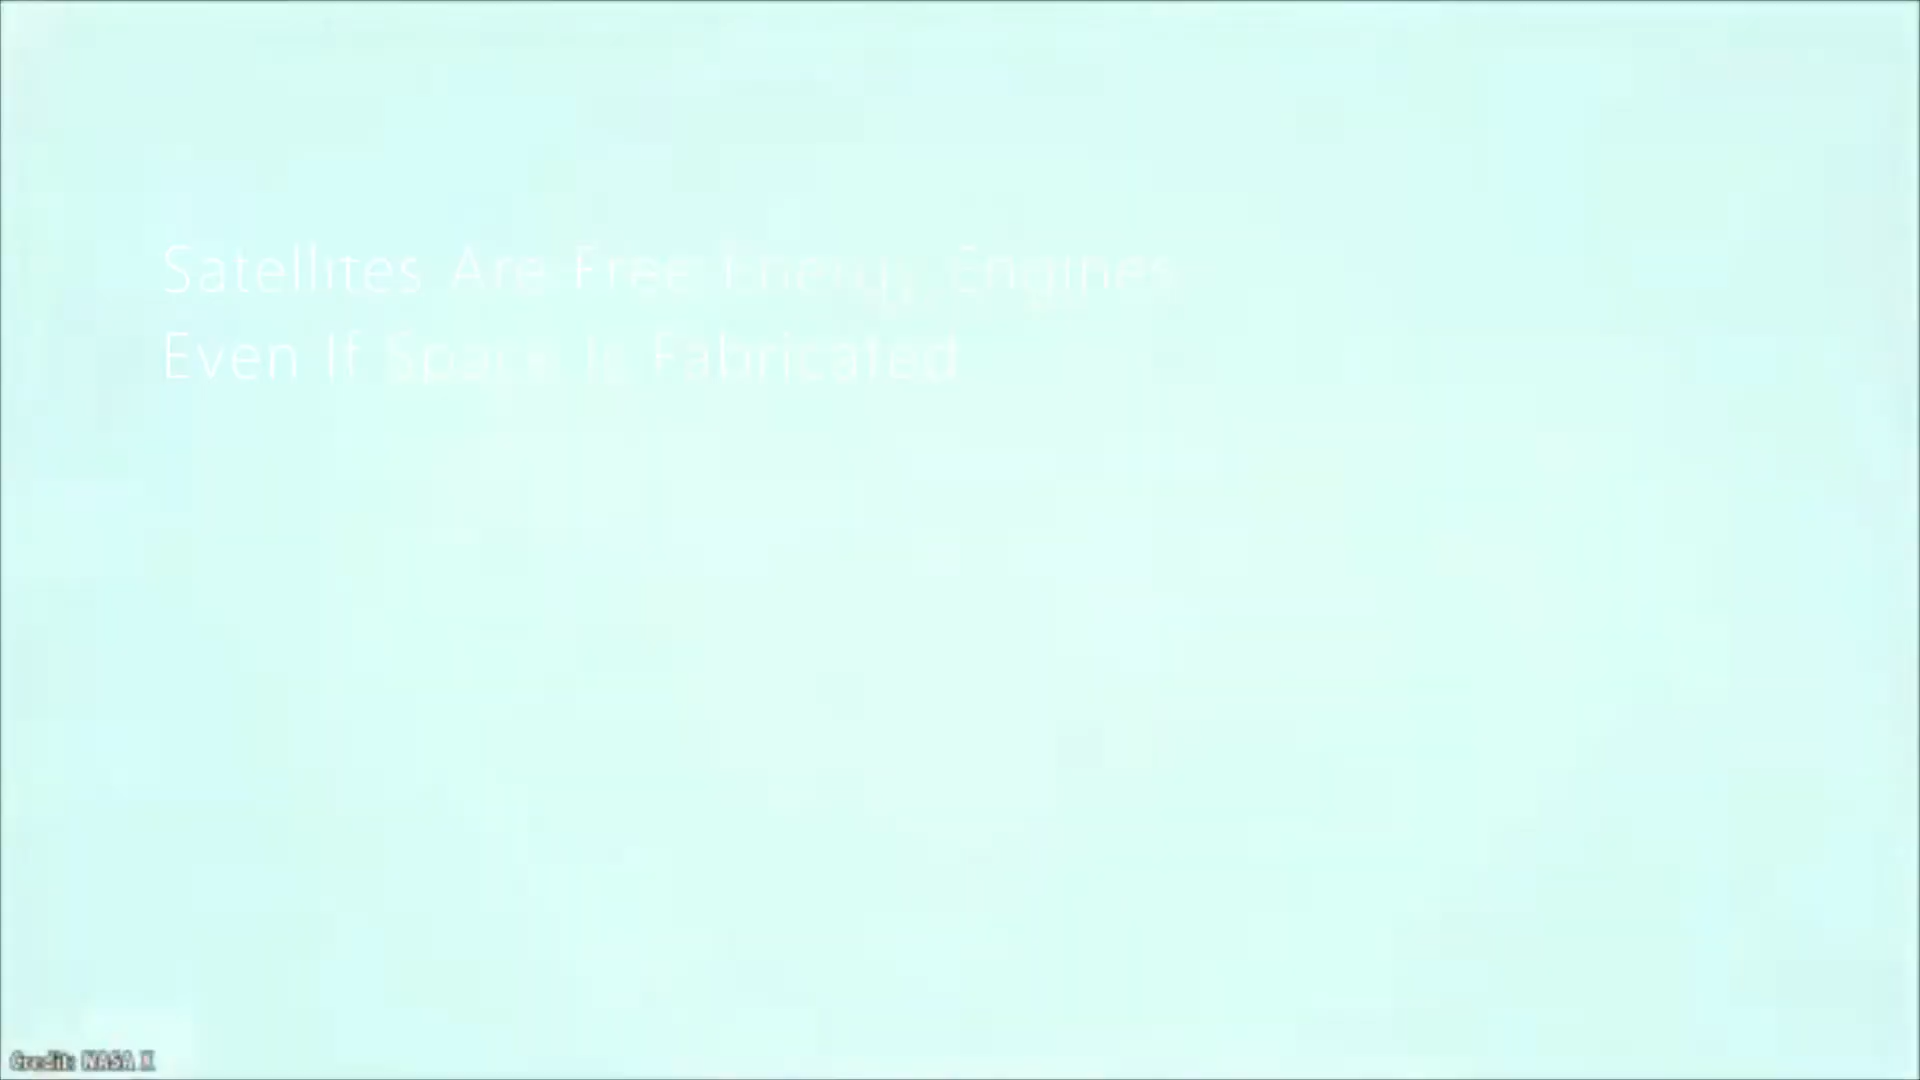 Satellites Are Free Energy Engines
Even If Space Is Fabricated
Credit: NASA